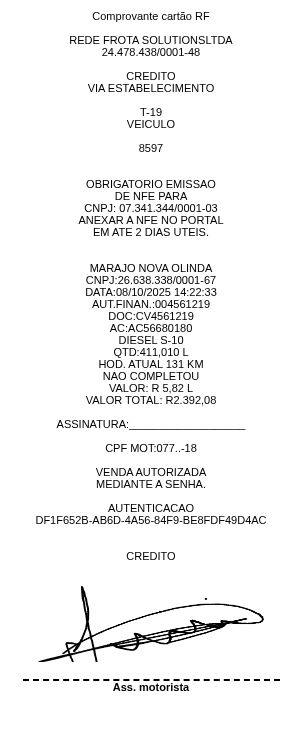 Comprovante cartão RF
REDE FROTA SOLUTIONSLTDA
24.478.438/0001-48
CREDITO
VIA ESTABELECIMENTO
T-19
VEICULO
8597
OBRIGATORIO EMISSAO
DE NFE PARA
CNPJ: 07.341.344/0001-03
ANEXAR A NFE NO PORTAL
EM ATE 2 DIAS UTEIS.
MARAJO NOVA OLINDA
CNPJ:26.638.338/0001-67
DATA:08/10/2025 14:22:33
AUT.FINAN.:004561219
DOC:CV4561219
AC:AC56680180
DIESEL S-10
QTD:411,010 L
HOD. ATUAL 131 KM
NAO COMPLETOU
VALOR: R 5,82 L
VALOR TOTAL: R2.392,08
ASSINATURA:___________________
CPF MOT:077..-18
VENDA AUTORIZADA
MEDIANTE A SENHA.
AUTENTICACAO
DF1F652B-AB6D-4A56-84F9-BE8FDF49D4AC
CREDITO
Ass. motorista